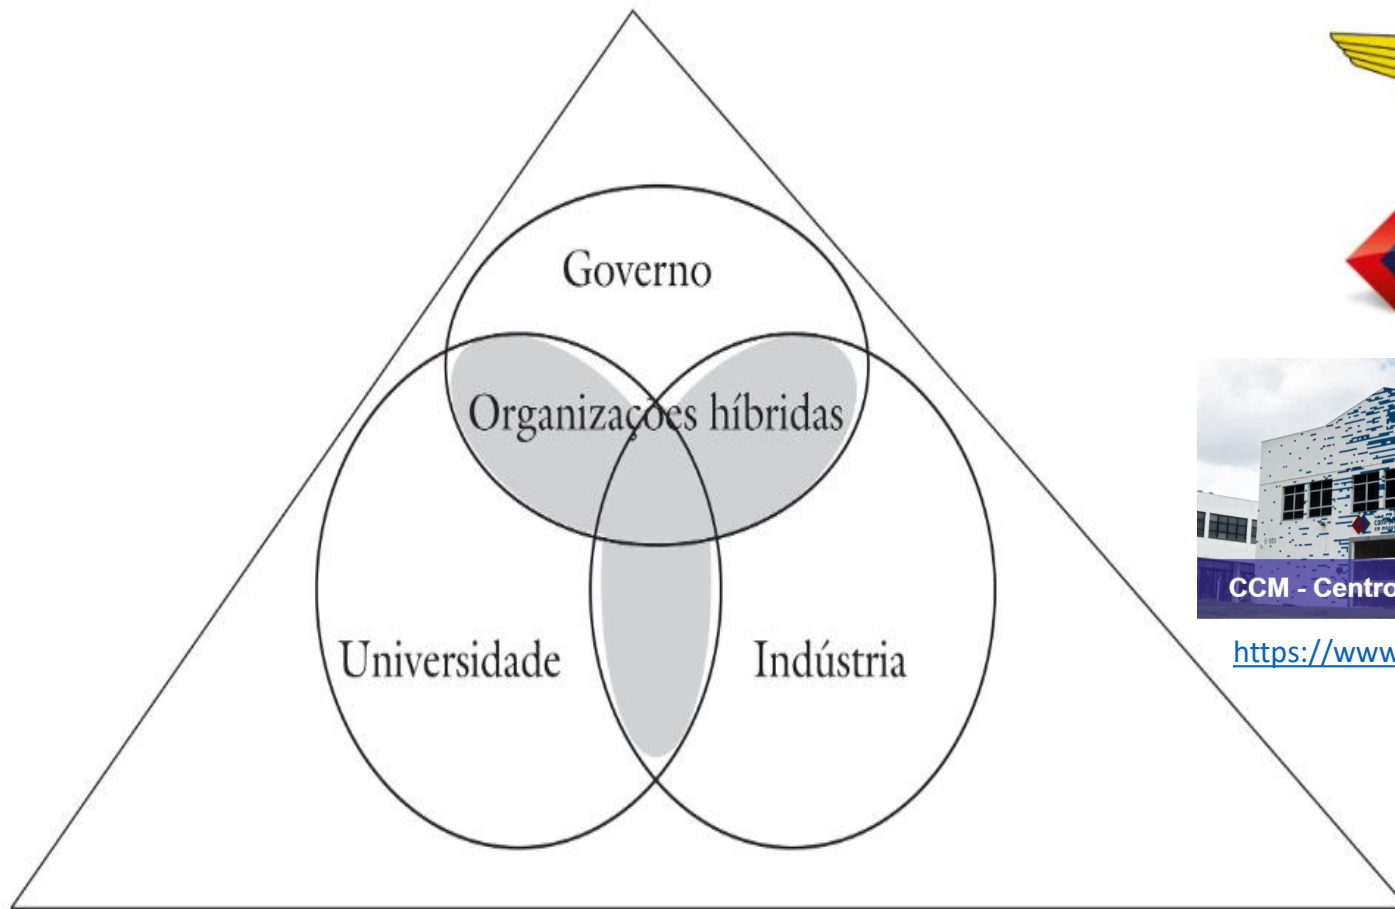 Governo
Organizações híbridas
Universidade
Indústria
CCM - Centro
https://www